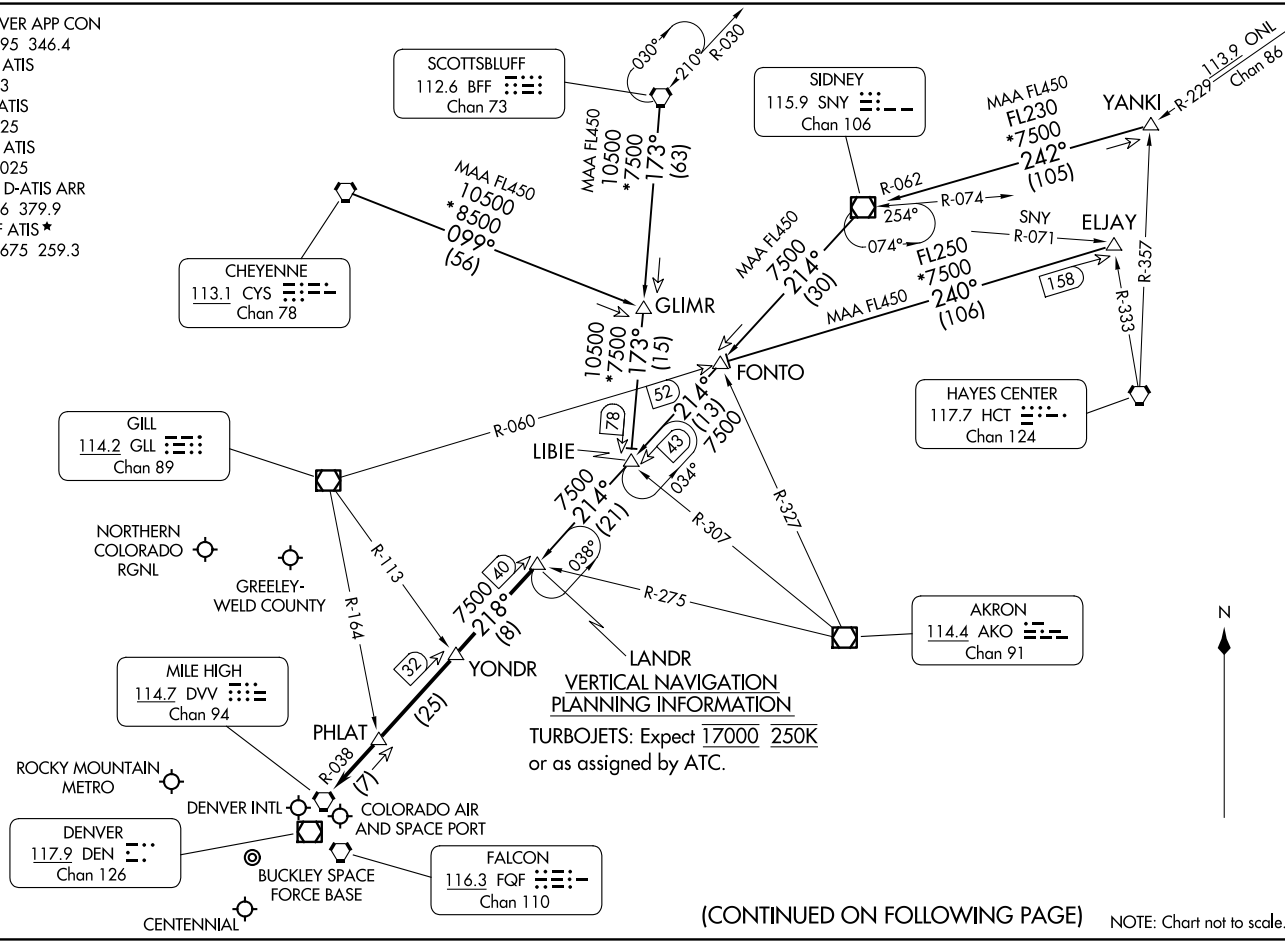 VER APP CON
95 346.4
ATIS
3
ATIS
25
ATIS
025
D-ATIS ARR
6 379.9
F ATIS★
675 259.3
SCOTTSBLUFF
112.6 BFF
Chan 73
030°
210°
R-030
MAA FL450
10500
*7500
173°
(63)
SIDNEY
115.9 SNY
Chan 106
MAA FL450
FL230
*7500
242°
(105)
YANKI
R-229
113.9 ONL
Chan 86
R-062
R-074
254°
074°
SNY
R-071
ELJAY
R-357
R-333
MAA FL450
10500
*8500
099°
(56)
CHEYENNE
113.1 CYS
Chan 78
GLIMR
MAA FL450
7500
214°
(30)
FL250
*7500
MAA FL450 240°
(106)
158
10500
*7500
173°
(15)
FONTO
HAYES CENTER
117.7 HCT
Chan 124
GILL
114.2 GLL
Chan 89
R-060
52
78
214°
(13)
7500
43
034°
LIBIE
R-327
R-307
7500
214°
(21)
NORTHERN
COLORADO
RGNL
GREELEY-
WELD COUNTY
R-113
R-164
40
038°
R-275
AKRON
114.4 AKO
Chan 91
N
7500
218°
(8)
32
YONDR
LANDR
VERTICAL NAVIGATION
PLANNING INFORMATION
TURBOJETS: Expect 17000 250K
or as assigned by ATC.
MILE HIGH
114.7 DVV
Chan 94
PHLAT
(25)
R-038
(7)
ROCKY MOUNTAIN
METRO
DENVER INTL
COLORADO AIR
AND SPACE PORT
DENVER
117.9 DEN
Chan 126
BUCKLEY SPACE
FORCE BASE
FALCON
116.3 FQF
Chan 110
CENTENNIAL
(CONTINUED ON FOLLOWING PAGE)
NOTE: Chart not to scale.